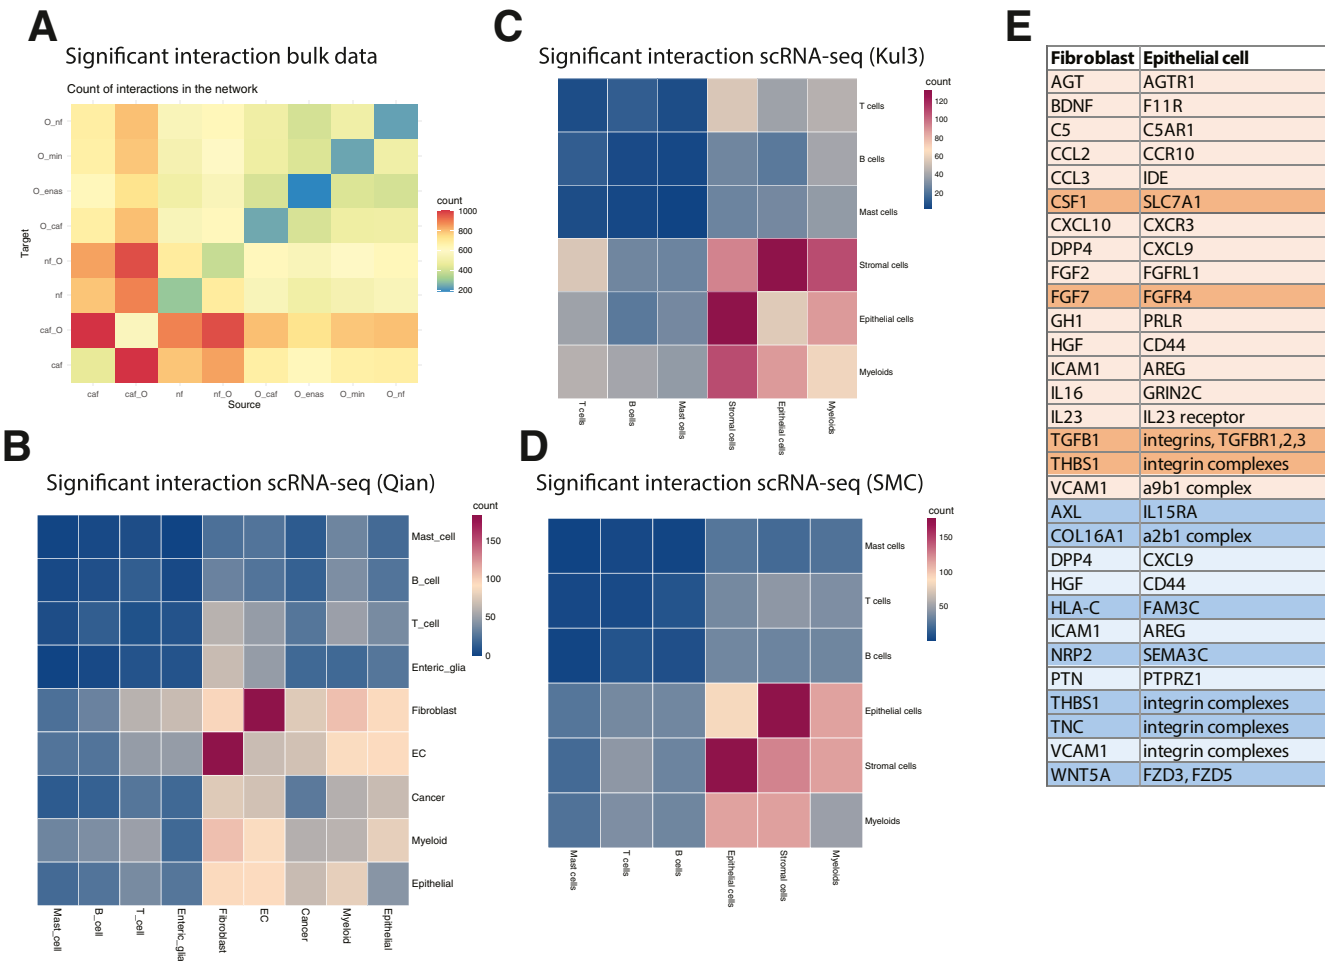 A
Significant interaction bulk data
Count of interactions in the network
O_nf
O_min
O_enas
O_caf
nf_O
nf
caf_O
caf
Target
caf caf_O nf nf_O O_caf O_enas O_min O_nf
Source
count
1000
800
600
400
200
B
Significant interaction scRNA-seq (Qian)
count
150
100
50
0
Mast_cell
B_cell
T_cell
Enteric_glia
Fibroblast
EC
Cancer
Myeloid
Epithelial
Mast_cell B_cell T_cell Enteric_glia Fibroblast EC Cancer Myeloid Epithelial
C
Significant interaction scRNA-seq (Kul3)
count
120
100
80
60
40
20
T cells
B cells
Mast cells
Stromal cells
Epithelial cells
Myeloids
T cells B cells Mast cells Stromal cells Epithelial cells Myeloids
D
Significant interaction scRNA-seq (SMC)
count
150
100
50
Mast cells
T cells
B cells
Epithelial cells
Stromal cells
Myeloids
Mast cells T cells B cells Epithelial cells Stromal cells Myeloids
E
Fibroblast Epithelial cell
AGT AGTR1
BDNF F11R
C5 C5AR1
CCL2 CCR10
CCL3 IDE
CSF1 SLC7A1
CXCL10 CXCR3
DPP4 CXCL9
FGF2 FGFRL1
FGF7 FGFR4
GH1 PRLR
HGF CD44
ICAM1 AREG
IL16 GRIN2C
IL23 IL23 receptor
TGFB1 integrins, TGFBR1,2,3
THBS1 integrin complexes
VCAM1 a9b1 complex
AXL IL15RA
COL16A1 a2b1 complex
DPP4 CXCL9
HGF CD44
HLA-C FAM3C
ICAM1 AREG
NRP2 SEMA3C
PTN PTPRZ1
THBS1 integrin complexes
TNC integrin complexes
VCAM1 integrin complexes
WNT5A FZD3, FZD5